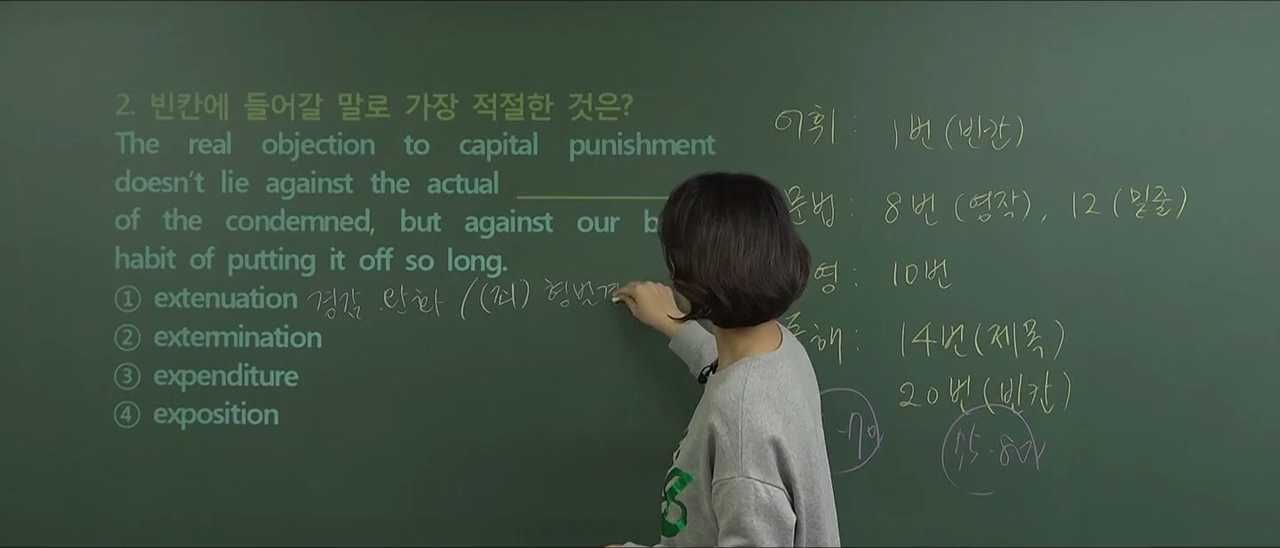 2. 빈칸에 들어갈 말로 가장 적절한 것은?
The real objection to capital punishment
doesn't lie against the actual
of the condemned, but against our
habit of putting it off so long.
① extenuation 경감 완화 / (죄) 형벌
② extermination
③ expenditure
④ exposition
어휘 : 1번 (빈칸)
문법 : 8번 (영작), 12 (밑줄)
영 : 10번
독해 : 14번 (제목)
20번 (빈칸)
-70